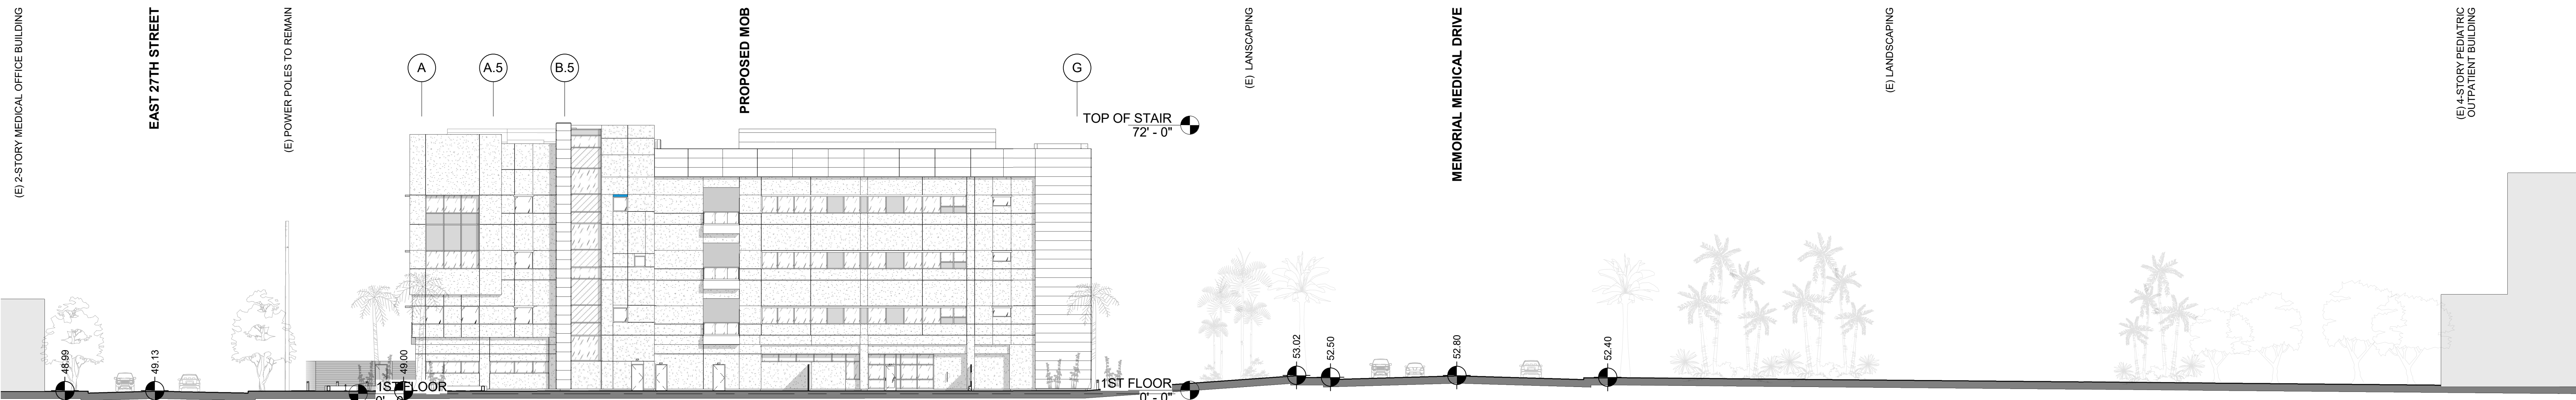 (E) 2-STORY MEDICAL OFFICE BUILDING
EAST 27TH STREET
(E) POWER POLES TO REMAIN
A
A.5
B.5
PROPOSED MOB
G
TOP OF STAIR
72' - 0"
(E) LANSCAPING
MEMORIAL MEDICAL DRIVE
(E) LANDSCAPING
(E) 4-STORY PEDIATRIC
OUTPATIENT BUILDING
48.99
49.13
49.00
1ST FLOOR
0' - 0"
1ST FLOOR
0' - 0"
53.02
52.50
52.80
52.40